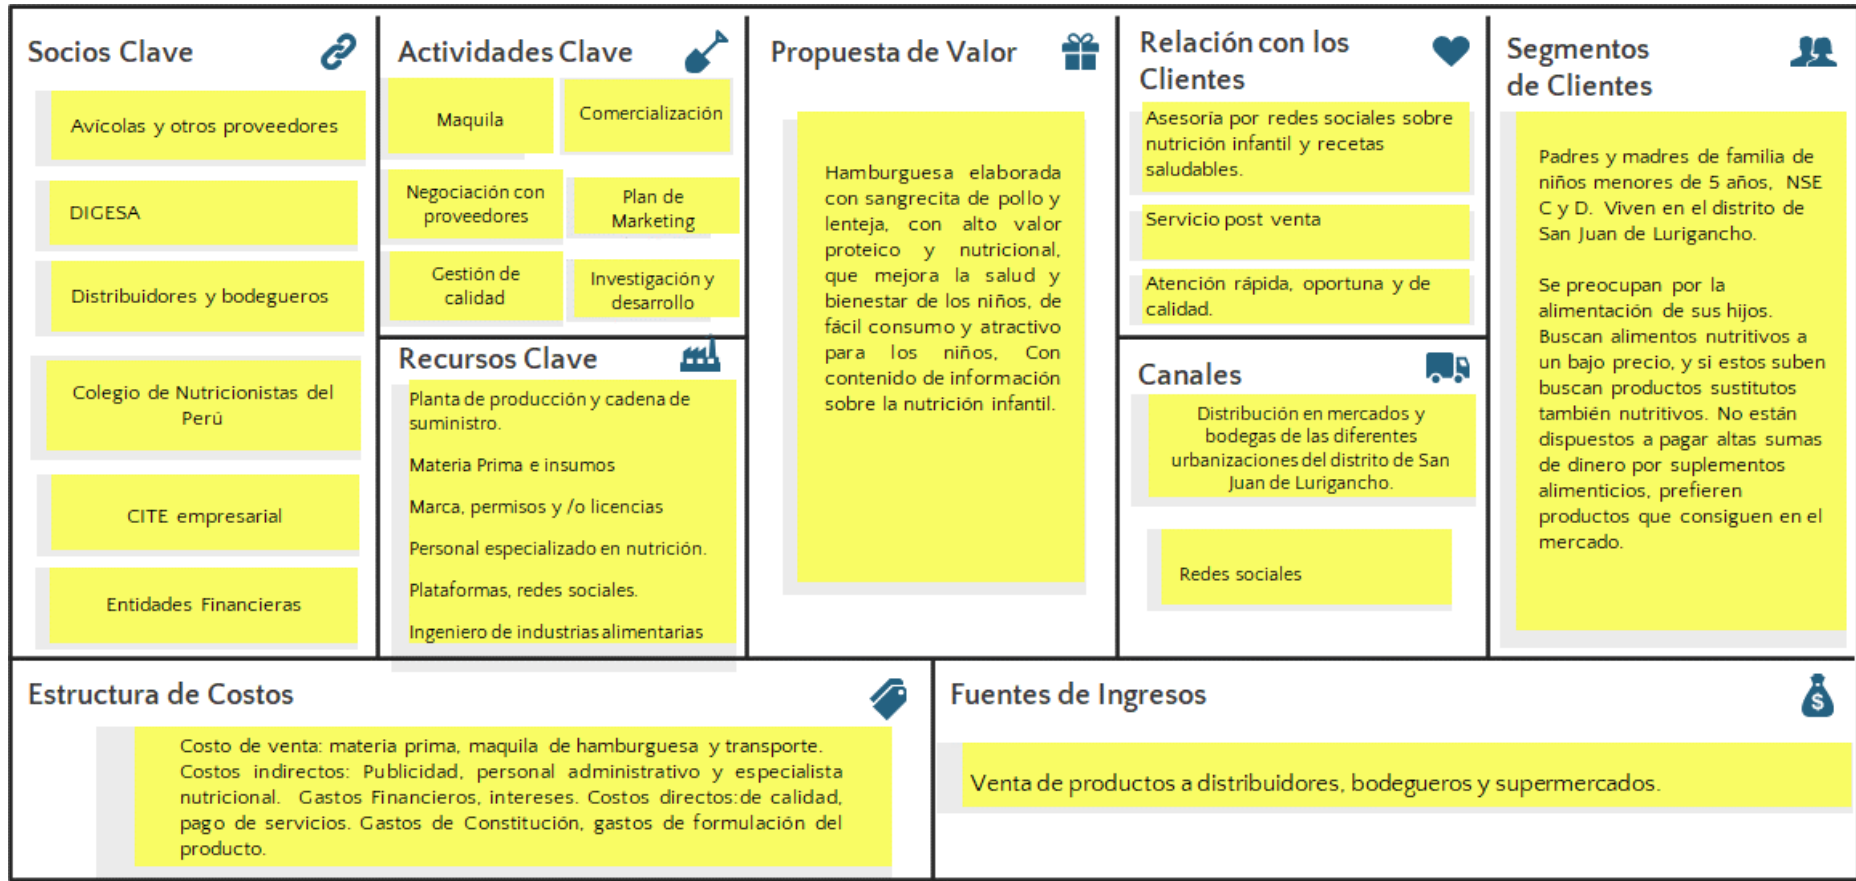 Socios Clave
Avícolas y otros proveedores
DIGESA
Distribuidores y bodegueros
Colegio de Nutricionistas del
Perú
CITE empresarial
Entidades Financieras
Actividades Clave
Maquila
Comercialización
Negociación con
proveedores
Plan de
Marketing
Gestión de
calidad
Investigación y
desarrollo
Recursos Clave
Planta de producción y cadena de
suministro.
Materia Prima e insumos
Marca, permisos y /o licencias
Personal especializado en nutrición.
Plataformas, redes sociales.
Ingeniero de industrias alimentarias
Propuesta de Valor
Hamburguesa elaborada
con sangrecita de pollo y
lenteja, con alto valor
proteico y nutricional,
que mejora la salud y
bienestar de los niños, de
fácil consumo y atractivo
para los niños, Con
contenido de información
sobre la nutrición infantil.
Relación con los
Clientes
Asesoría por redes sociales sobre
nutrición infantil y recetas
saludables.
Servicio post venta
Atención rápida, oportuna y de
calidad.
Canales
Distribución en mercados y
bodegas de las diferentes
urbanizaciones del distrito de San
Juan de Lurigancho.
Redes sociales
Segmentos
de Clientes
Padres y madres de familia de
niños menores de 5 años, NSE
C y D. Viven en el distrito de
San Juan de Lurigancho.
Se preocupan por la
alimentación de sus hijos.
Buscan alimentos nutritivos a
un bajo precio, y si estos suben
buscan productos sustitutos
también nutritivos. No están
dispuestos a pagar altas sumas
de dinero por suplementos
alimenticios, prefieren
productos que consiguen en el
mercado.
Estructura de Costos
Costo de venta: materia prima, maquila de hamburguesa y transporte.
Costos indirectos: Publicidad, personal administrativo y especialista
nutricional. Gastos Financieros, intereses. Costos directos:de calidad,
pago de servicios. Gastos de Constitución, gastos de formulación del
producto.
Fuentes de Ingresos
$
Venta de productos a distribuidores, bodegueros y supermercados.